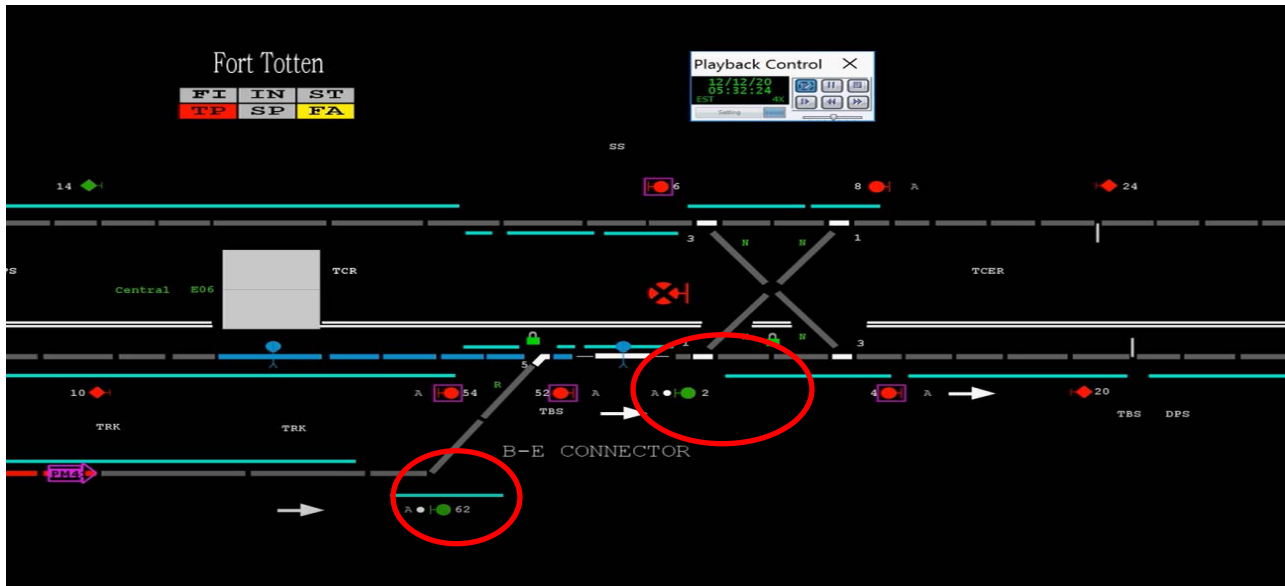 Fort Totten
FI IN ST
TP SP FA
Playback Control
12/12/20
05:32:24
EST 4X
Setting
SS
14
6
8 A
24
3
N N
1
PS
TCR
TCER
Central E06
1
N
3
5
10
A 54
R
52 A
A 2
4 A
20
TBS
TBS DPS
TRK
TRK
B-E CONNECTOR
PM4
A 62